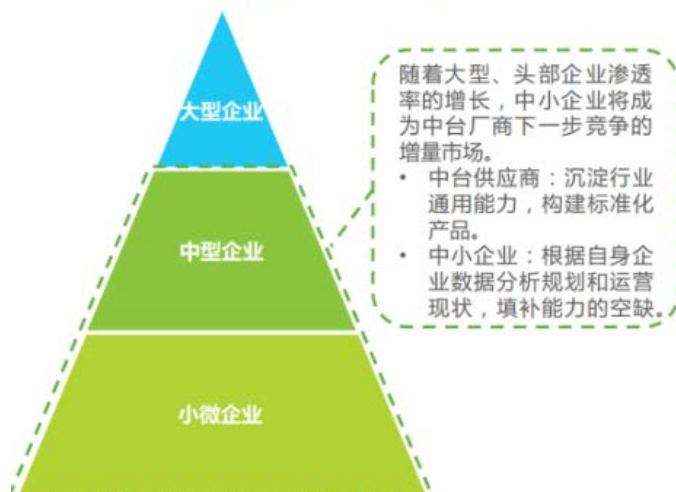 大型企业
中型企业
小微企业
随着大型、头部企业渗透
率的增长，中小企业将成
为中台厂商下一步竞争的
增量市场。
• 中台供应商：沉淀行业
通用能力，构建标准化
产品。
• 中小企业：根据自身企
业数据分析规划和运营
现状，填补能力的空缺。